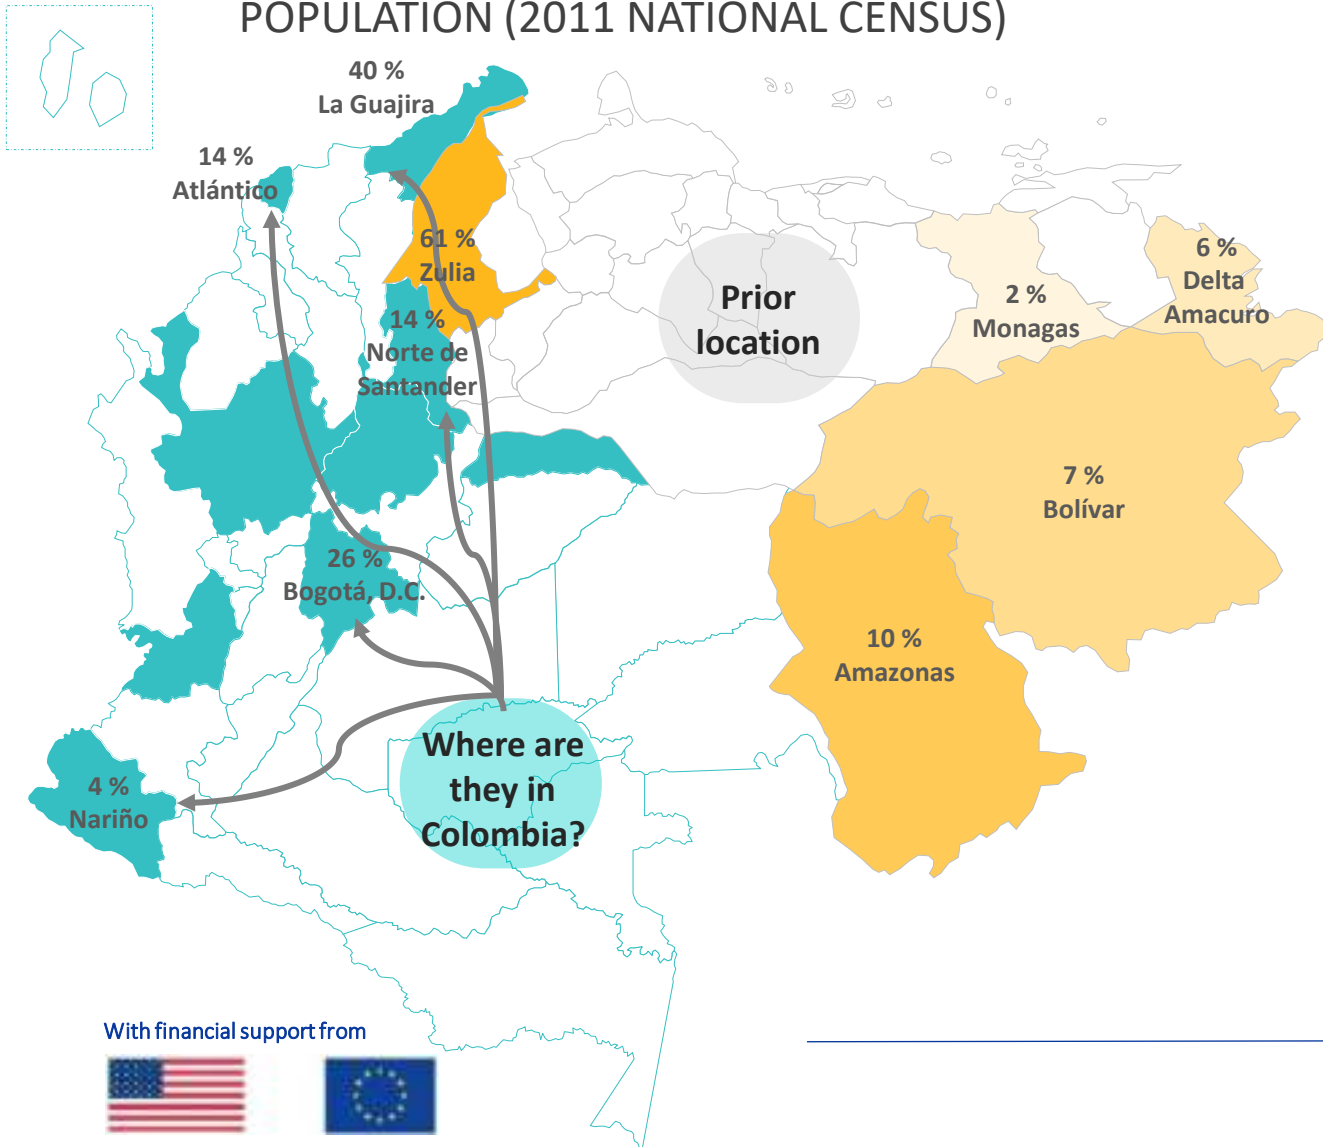 POPULATION (2011 NATIONAL CENSUS)
40 %
La Guajira
14 %
Atlántico
61 %
Zulia
14 %
Norte de
Santander
Prior
location
2 %
Monagas
6 %
Delta
Amacuro
7 %
Bolívar
26 %
Bogotá, D.C.
10 %
Amazonas
Where are
they in
Colombia?
4 %
Nariño
With financial support from